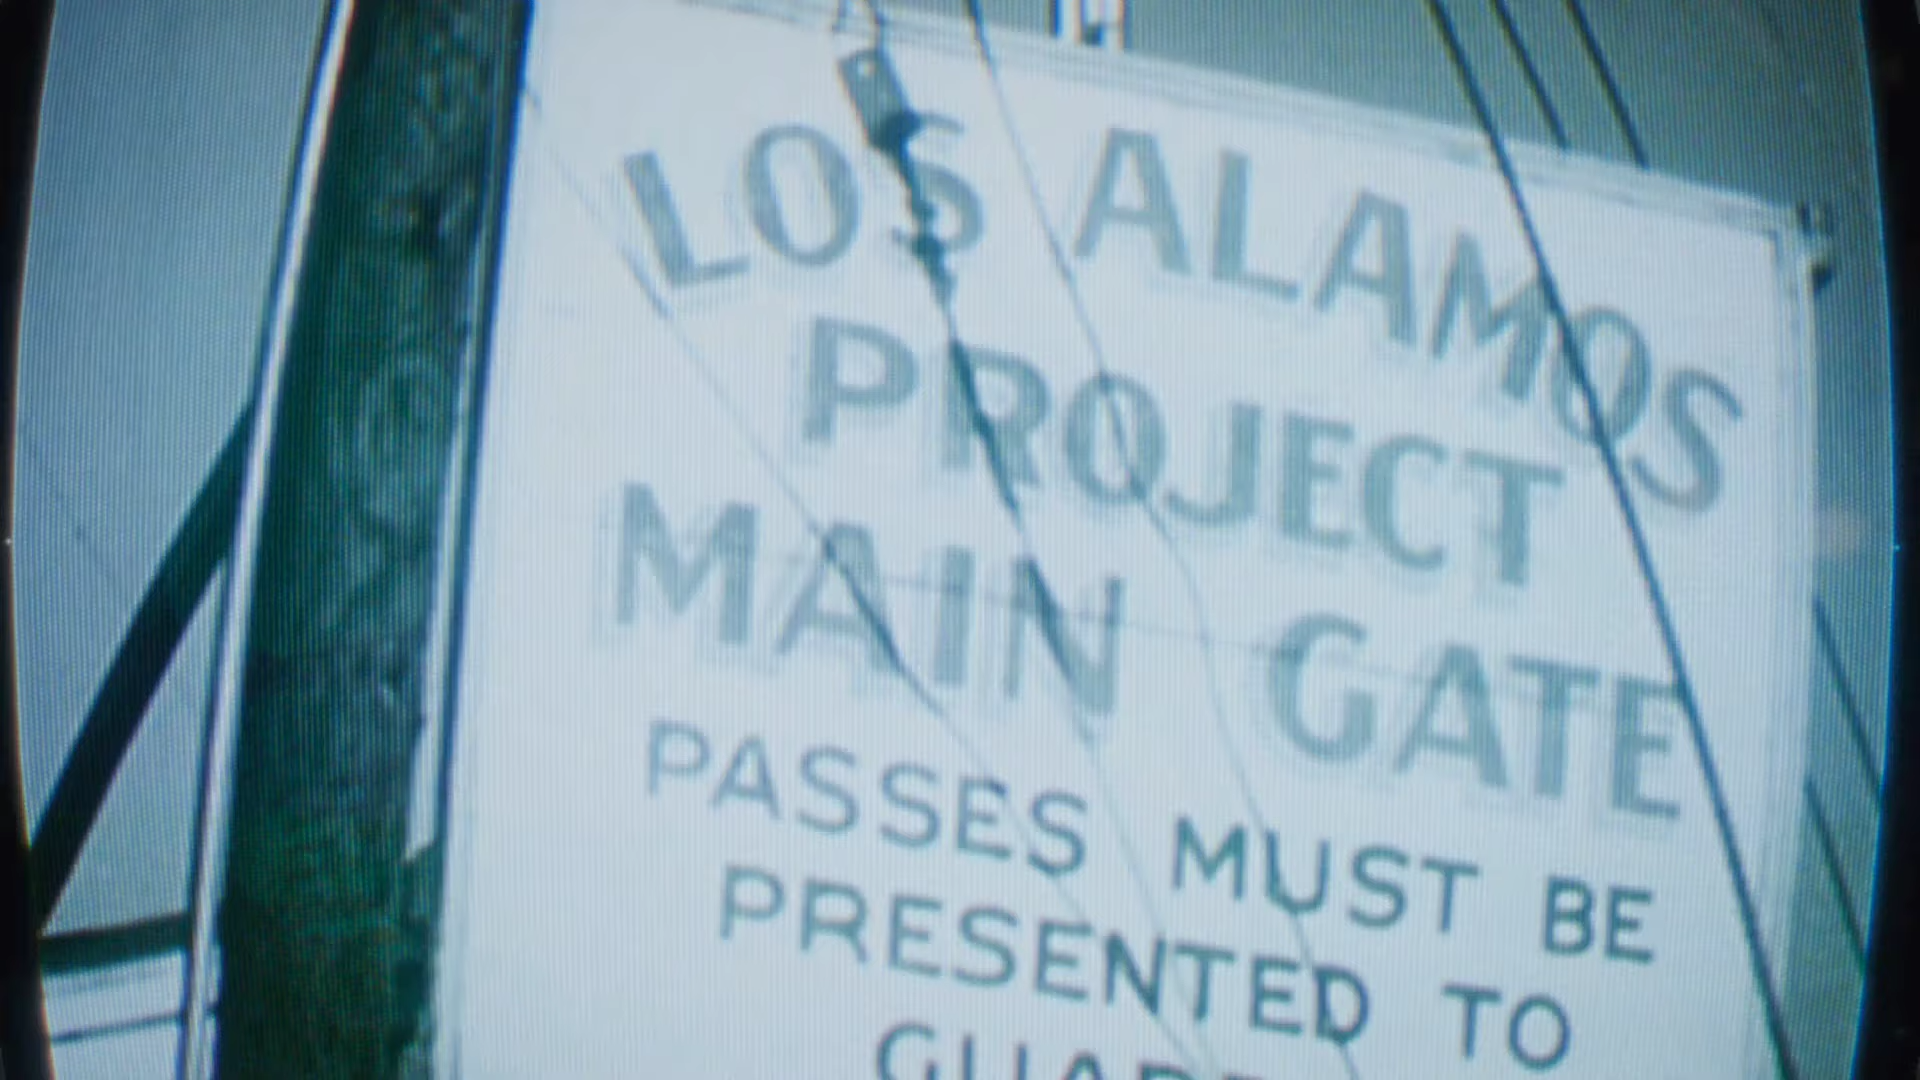 LOS ALAMOS
PROJECT
MAIN GATE
PASSES MUST BE
PRESENTED TO